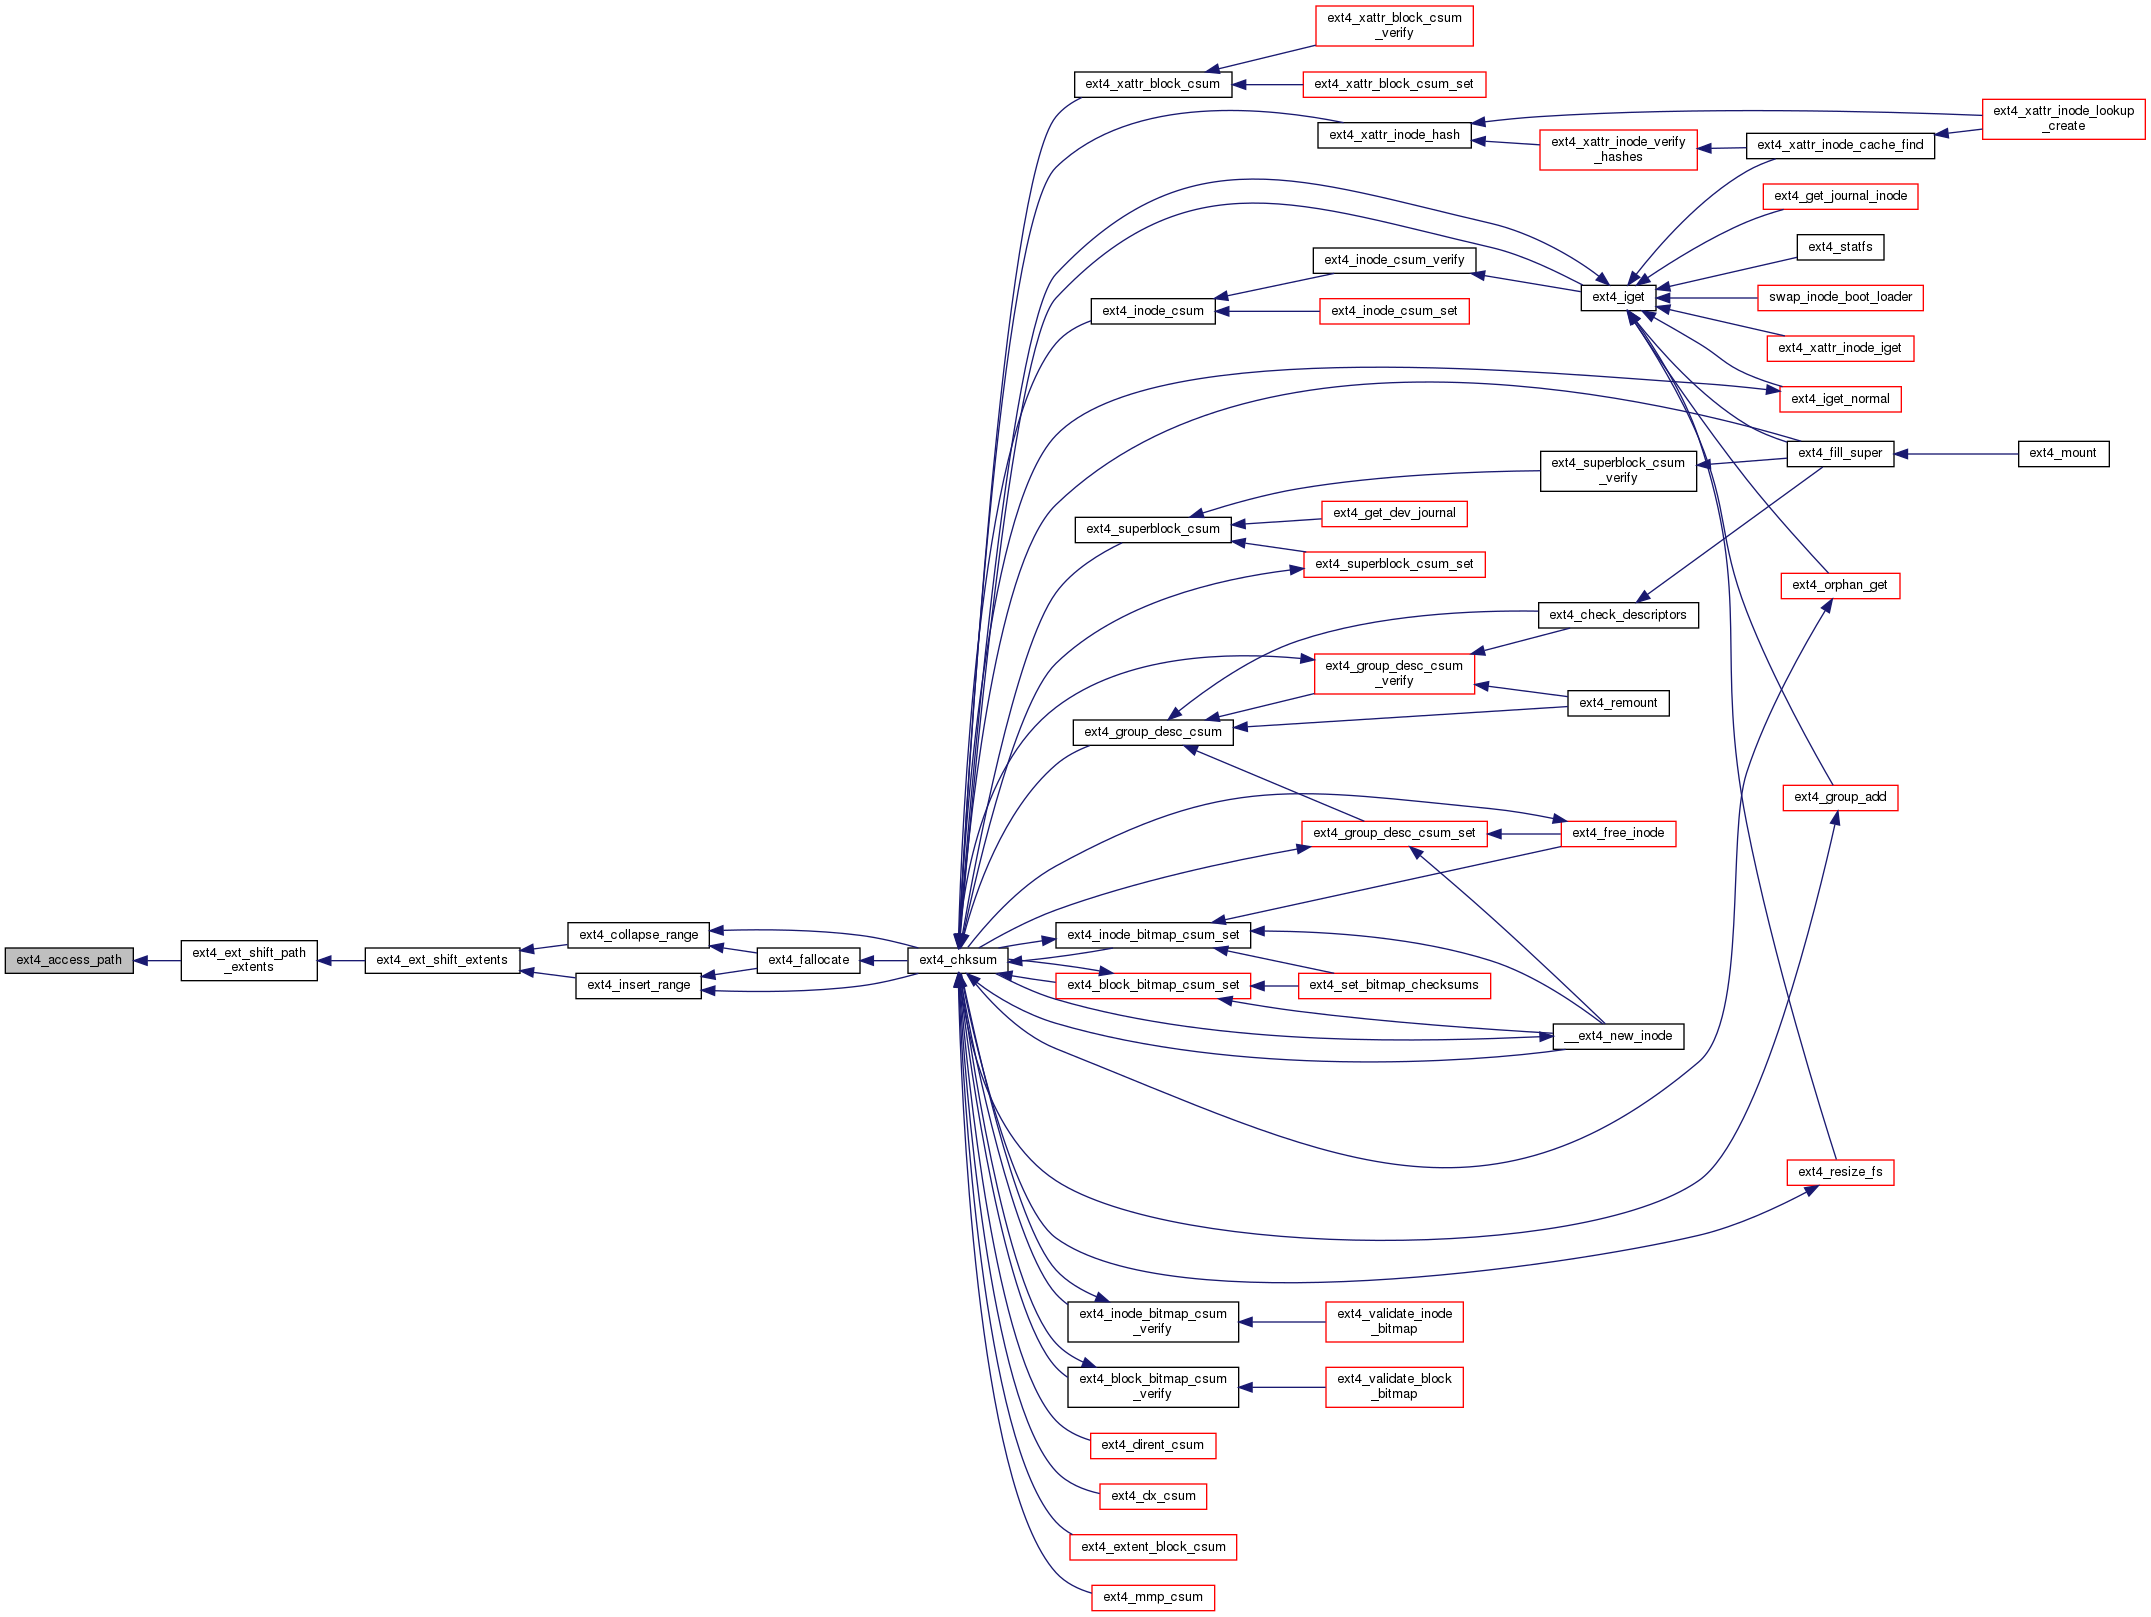 ext4_xattr_block_csum
_verify
ext4_xattr_block_csum
ext4_xattr_block_csum_set
ext4_xattr_inode_lookup
_create
ext4_xattr_inode_hash
ext4_xattr_inode_verify
_hashes
ext4_xattr_inode_cache_find
ext4_get_journal_inode
ext4_statfs
ext4_inode_csum_verify
ext4_iget
swap_inode_boot_loader
ext4_inode_csum
ext4_inode_csum_set
ext4_xattr_inode_iget
ext4_iget_normal
ext4_fill_super
ext4_mount
ext4_superblock_csum
_verify
ext4_get_dev_journal
ext4_superblock_csum
ext4_superblock_csum_set
ext4_orphan_get
ext4_check_descriptors
ext4_group_desc_csum
_verify
ext4_remount
ext4_group_desc_csum
ext4_group_add
ext4_group_desc_csum_set
ext4_free_inode
ext4_collapse_range
ext4_inode_bitmap_csum_set
ext4_access_path
ext4_ext_shift_path
_extents
ext4_ext_shift_extents
ext4_fallocate
ext4_chksum
ext4_insert_range
ext4_block_bitmap_csum_set
ext4_set_bitmap_checksums
__ext4_new_inode
ext4_resize_fs
ext4_inode_bitmap_csum
_verify
ext4_validate_inode
_bitmap
ext4_block_bitmap_csum
_verify
ext4_validate_block
_bitmap
ext4_dirent_csum
ext4_dx_csum
ext4_extent_block_csum
ext4_mmp_csum